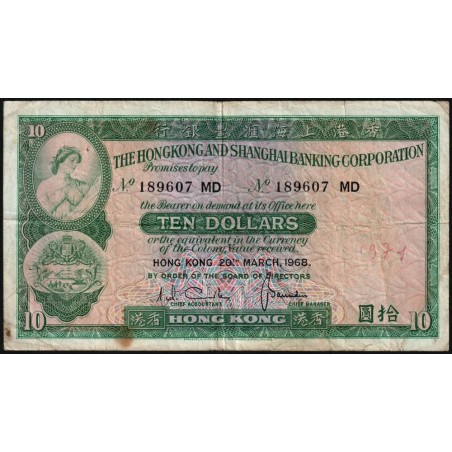 10 行銀理滙海上港香 10
THE HONGKONG AND SHANGHAI BANKING CORPORATION
Promises to pay
No 189607 MD No 189607 MD
the Bearer on demand at its Office here
TEN DOLLARS
or the equivalent in the Currency
of the Colony, Value received.
HONG KONG 20TH MARCH, 1968.
BY ORDER OF THE BOARD OF DIRECTORS
CHIEF ACCOUNTANT CHIEF MANAGER
10 港香 HONG KONG 港香 圓拾 10